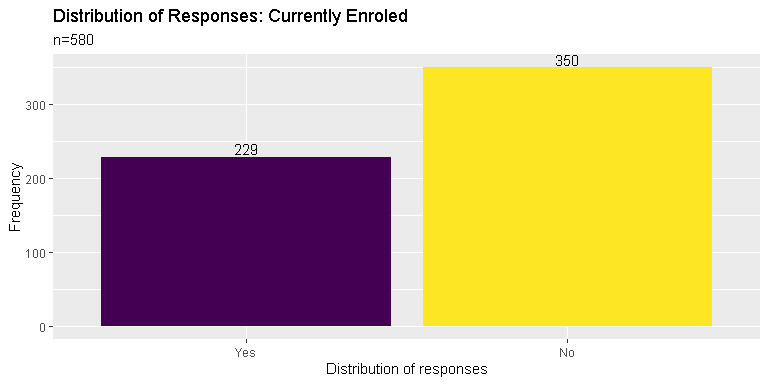 Distribution of Responses: Currently Enroled
n=580
350
229
300
200
100
0
Frequency
Yes No
Distribution of responses